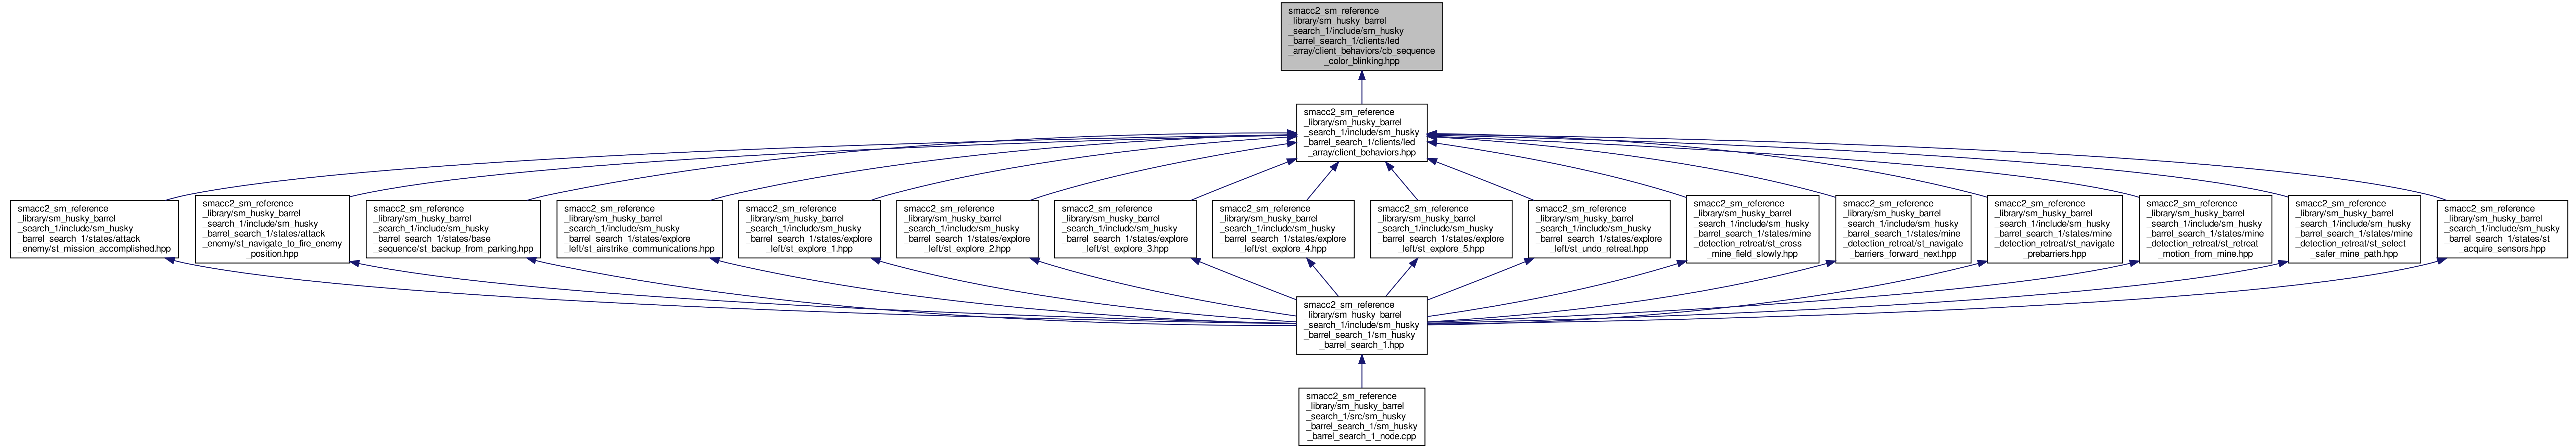 smacc2_sm_reference
_library/sm_husky_barrel
_search_1/include/sm_husky
_barrel_search_1/clients/led
_array/client_behaviors/cb_sequence
_color_blinking.hpp
smacc2_sm_reference
_library/sm_husky_barrel
_search_1/include/sm_husky
_barrel_search_1/clients/led
_array/client_behaviors.hpp
smacc2_sm_reference
_library/sm_husky_barrel
_search_1/include/sm_husky
_barrel_search_1/states/attack
_enemy/st_mission_accomplished.hpp
smacc2_sm_reference
_library/sm_husky_barrel
_search_1/include/sm_husky
_barrel_search_1/states/attack
_enemy/st_navigate_to_fire_enemy
_position.hpp
smacc2_sm_reference
_library/sm_husky_barrel
_search_1/include/sm_husky
_barrel_search_1/states/base
_sequence/st_backup_from_parking.hpp
smacc2_sm_reference
_library/sm_husky_barrel
_search_1/include/sm_husky
_barrel_search_1/states/explore
_left/st_airstrike_communications.hpp
smacc2_sm_reference
_library/sm_husky_barrel
_search_1/include/sm_husky
_barrel_search_1/states/explore
_left/st_explore_1.hpp
smacc2_sm_reference
_library/sm_husky_barrel
_search_1/include/sm_husky
_barrel_search_1/states/explore
_left/st_explore_2.hpp
smacc2_sm_reference
_library/sm_husky_barrel
_search_1/include/sm_husky
_barrel_search_1/states/explore
_left/st_explore_3.hpp
smacc2_sm_reference
_library/sm_husky_barrel
_search_1/include/sm_husky
_barrel_search_1/states/explore
_left/st_explore_4.hpp
smacc2_sm_reference
_library/sm_husky_barrel
_search_1/include/sm_husky
_barrel_search_1/states/explore
_left/st_explore_5.hpp
smacc2_sm_reference
_library/sm_husky_barrel
_search_1/include/sm_husky
_barrel_search_1/states/explore
_left/st_undo_retreat.hpp
smacc2_sm_reference
_library/sm_husky_barrel
_search_1/include/sm_husky
_barrel_search_1/states/mine
_detection_retreat/st_cross
_mine_field_slowly.hpp
smacc2_sm_reference
_library/sm_husky_barrel
_search_1/include/sm_husky
_barrel_search_1/states/mine
_detection_retreat/st_navigate
_barriers_forward_next.hpp
smacc2_sm_reference
_library/sm_husky_barrel
_search_1/include/sm_husky
_barrel_search_1/states/mine
_detection_retreat/st_navigate
_prebarriers.hpp
smacc2_sm_reference
_library/sm_husky_barrel
_search_1/include/sm_husky
_barrel_search_1/states/mine
_detection_retreat/st_retreat
_motion_from_mine.hpp
smacc2_sm_reference
_library/sm_husky_barrel
_search_1/include/sm_husky
_barrel_search_1/states/mine
_detection_retreat/st_select
_safer_mine_path.hpp
smacc2_sm_reference
_library/sm_husky_barrel
_search_1/include/sm_husky
_barrel_search_1/states/st
_acquire_sensors.hpp
smacc2_sm_reference
_library/sm_husky_barrel
_search_1/include/sm_husky
_barrel_search_1/sm_husky
_barrel_search_1.hpp
smacc2_sm_reference
_library/sm_husky_barrel
_search_1/src/sm_husky
_barrel_search_1/sm_husky
_barrel_search_1_node.cpp